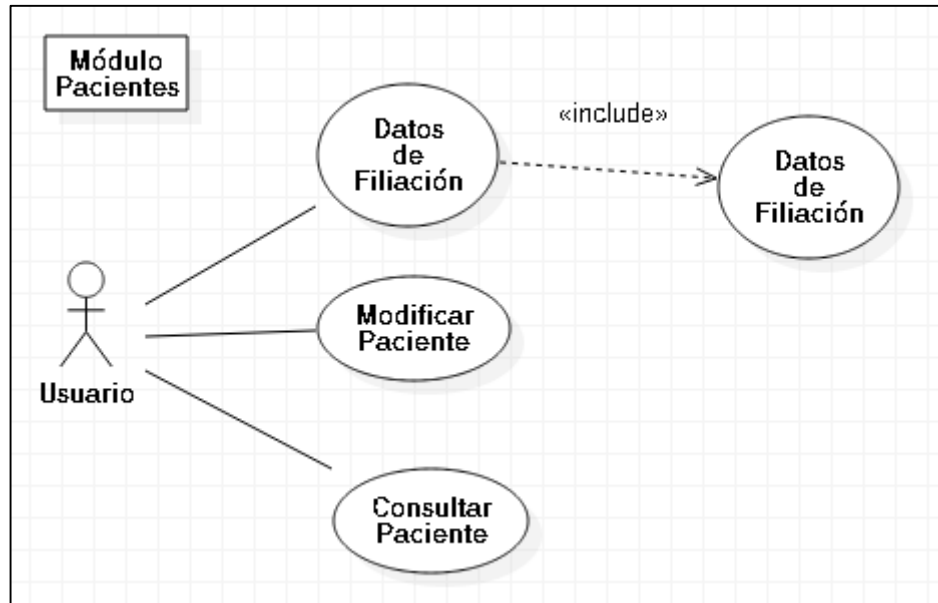 Módulo
Pacientes
Datos
de
Filiación
«include»
Datos
de
Filiación
Modificar
Paciente
Usuario
Consultar
Paciente